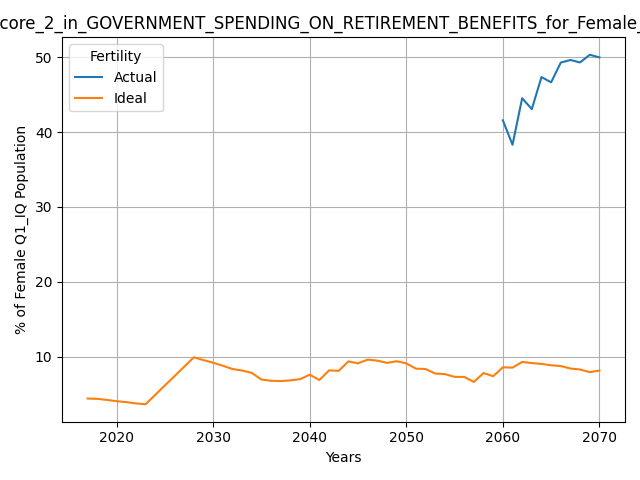 core_2_in_GOVERNMENT_SPENDING_ON_RETIREMENT_BENEFITS_for_Female_
Fertility
Actual
Ideal
% of Female Q1_IQ Population
50
40
30
20
10
2020 2030 2040 2050 2060 2070
Years